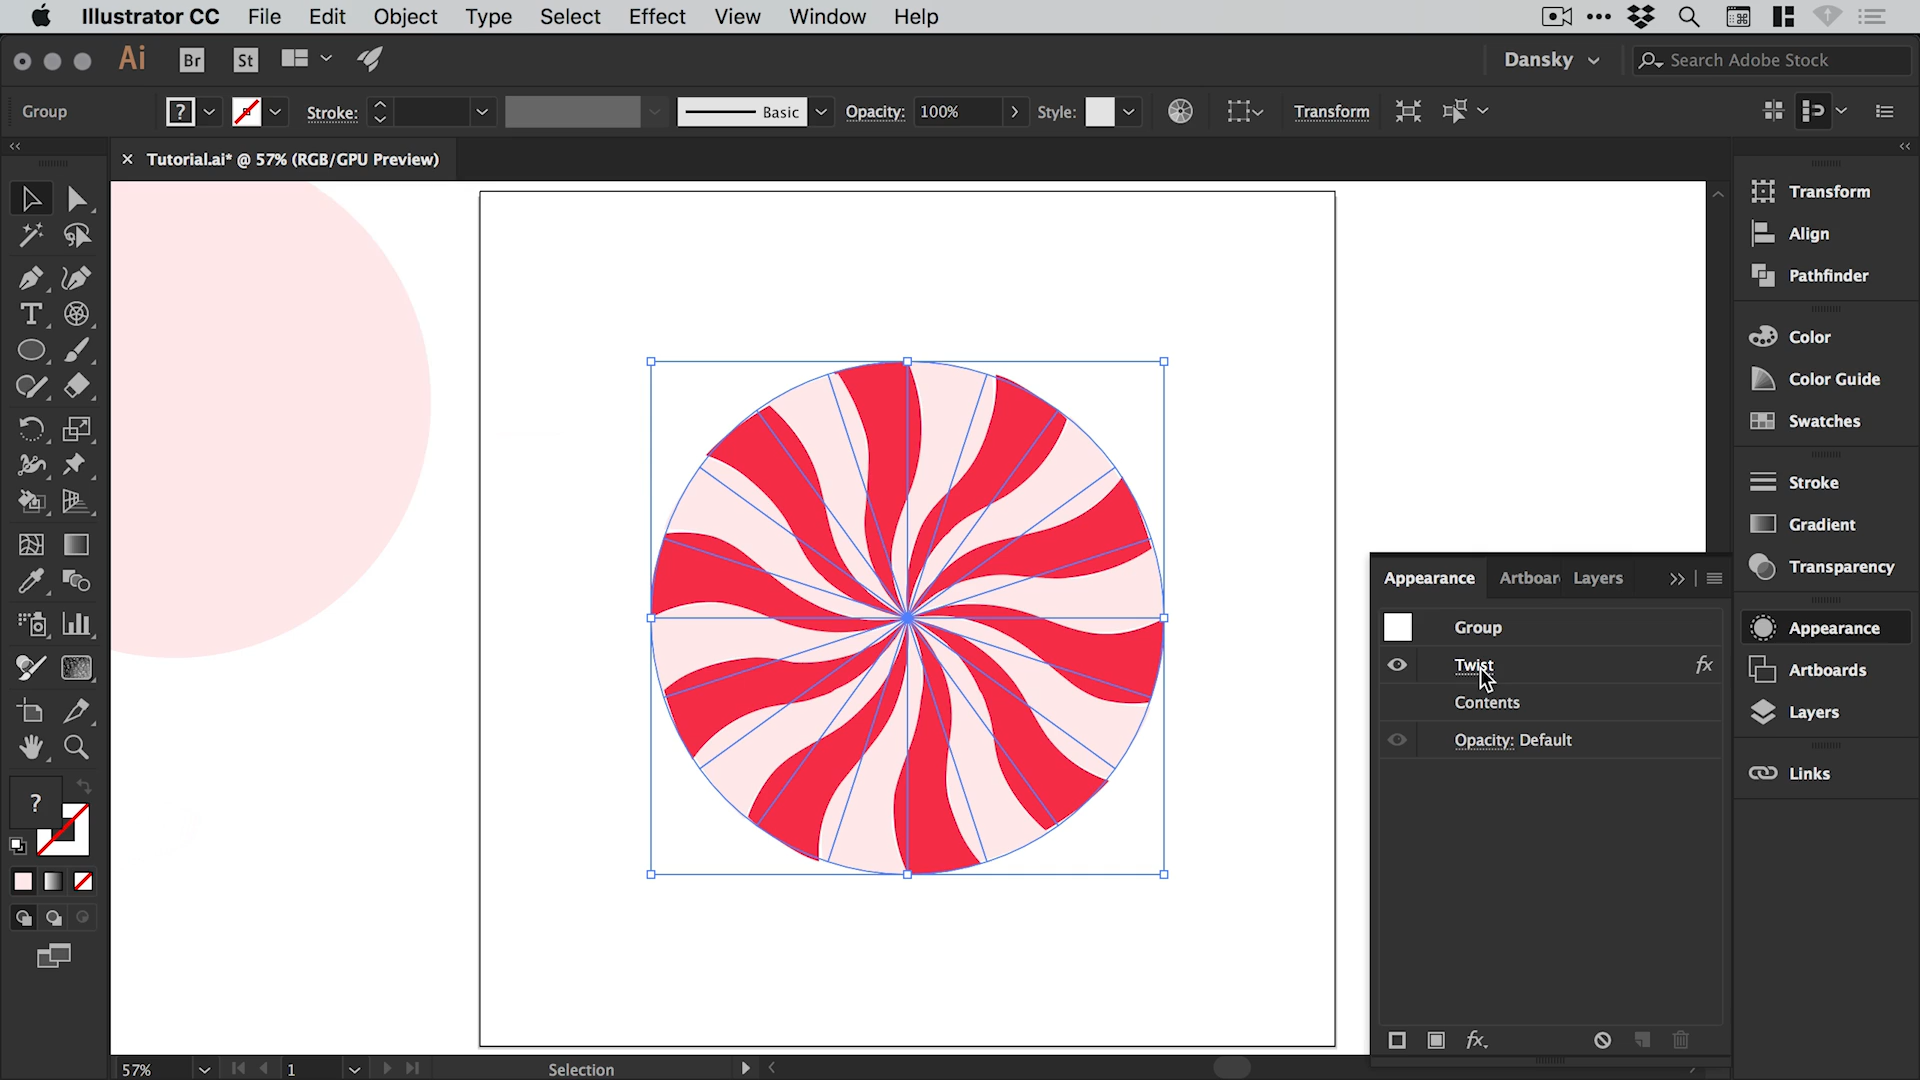 Illustrator CC File Edit Object Type Select Effect View Window Help
Ai Br St Dansky Search Adobe Stock
Group ? Stroke: Basic Opacity: 100% Style: Transform
× Tutorial.ai* @ 57% (RGB/GPU Preview)
Transform
Align
Pathfinder
Color
Color Guide
Swatches
Stroke
Gradient
Transparency
Appearance
Artboards
Layers
Links
Appearance Artboar Layers
Group
Twist fx
Contents
Opacity: Default
fx
?
57% 1 Selection